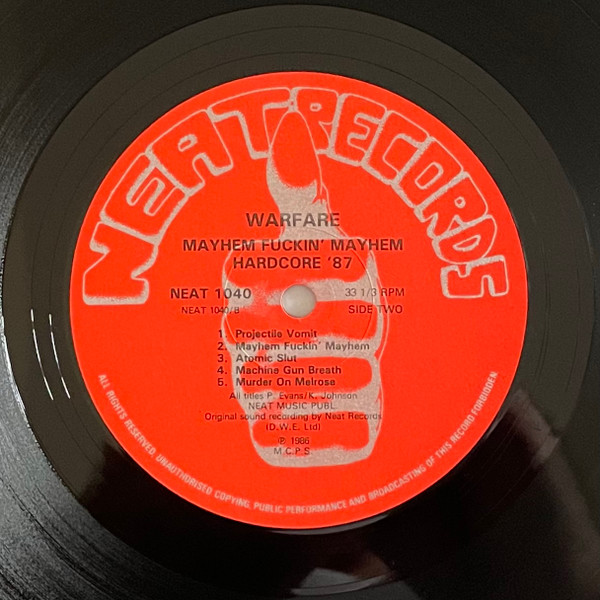 NEAT RECORDS
WARFARE
MAYHEM FUCKIN' MAYHEM
HARDCORE '87
NEAT 1040 33 1/3 RPM
NEAT 1040/B SIDE TWO
1. Projectile Vomit
2. Mayhem Fuckin' Mayhem
3. Atomic Slut
4. Machine Gun Breath
5. Murder On Melrose
All titles P. Evans/K. Johnson
NEAT MUSIC PUBL.
Original sound recording by Neat Records
(D.W.E. Ltd)
℗ 1986
M.C.P.S
ALL RIGHTS RESERVED. UNAUTHORISED COPYING, PUBLIC PERFORMANCE AND BROADCASTING OF THIS RECORD FORBIDDEN.